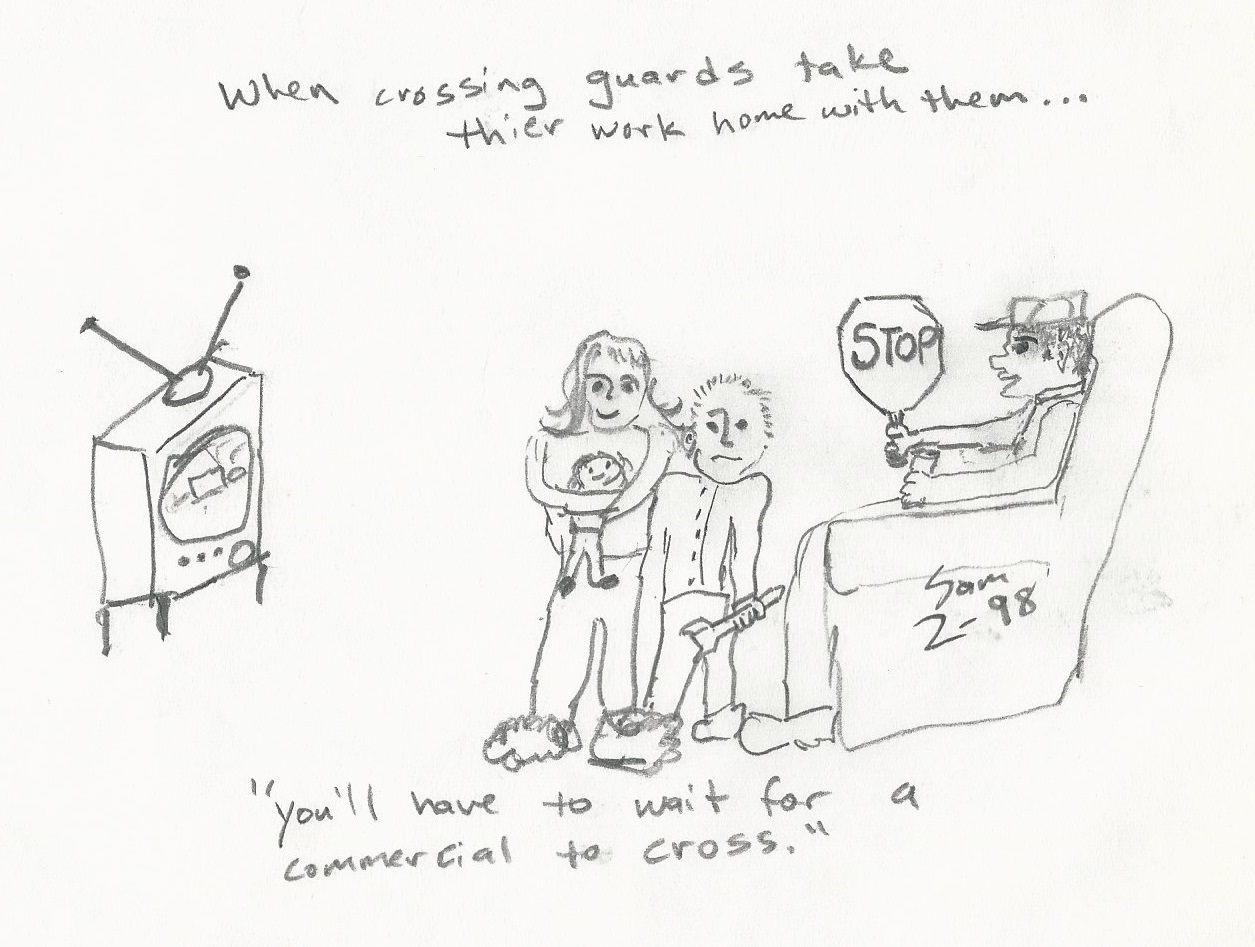 When crossing guards take
thier work home with them...
STOP
Sam
2-98
"you'll have to wait for a
commercial to cross."